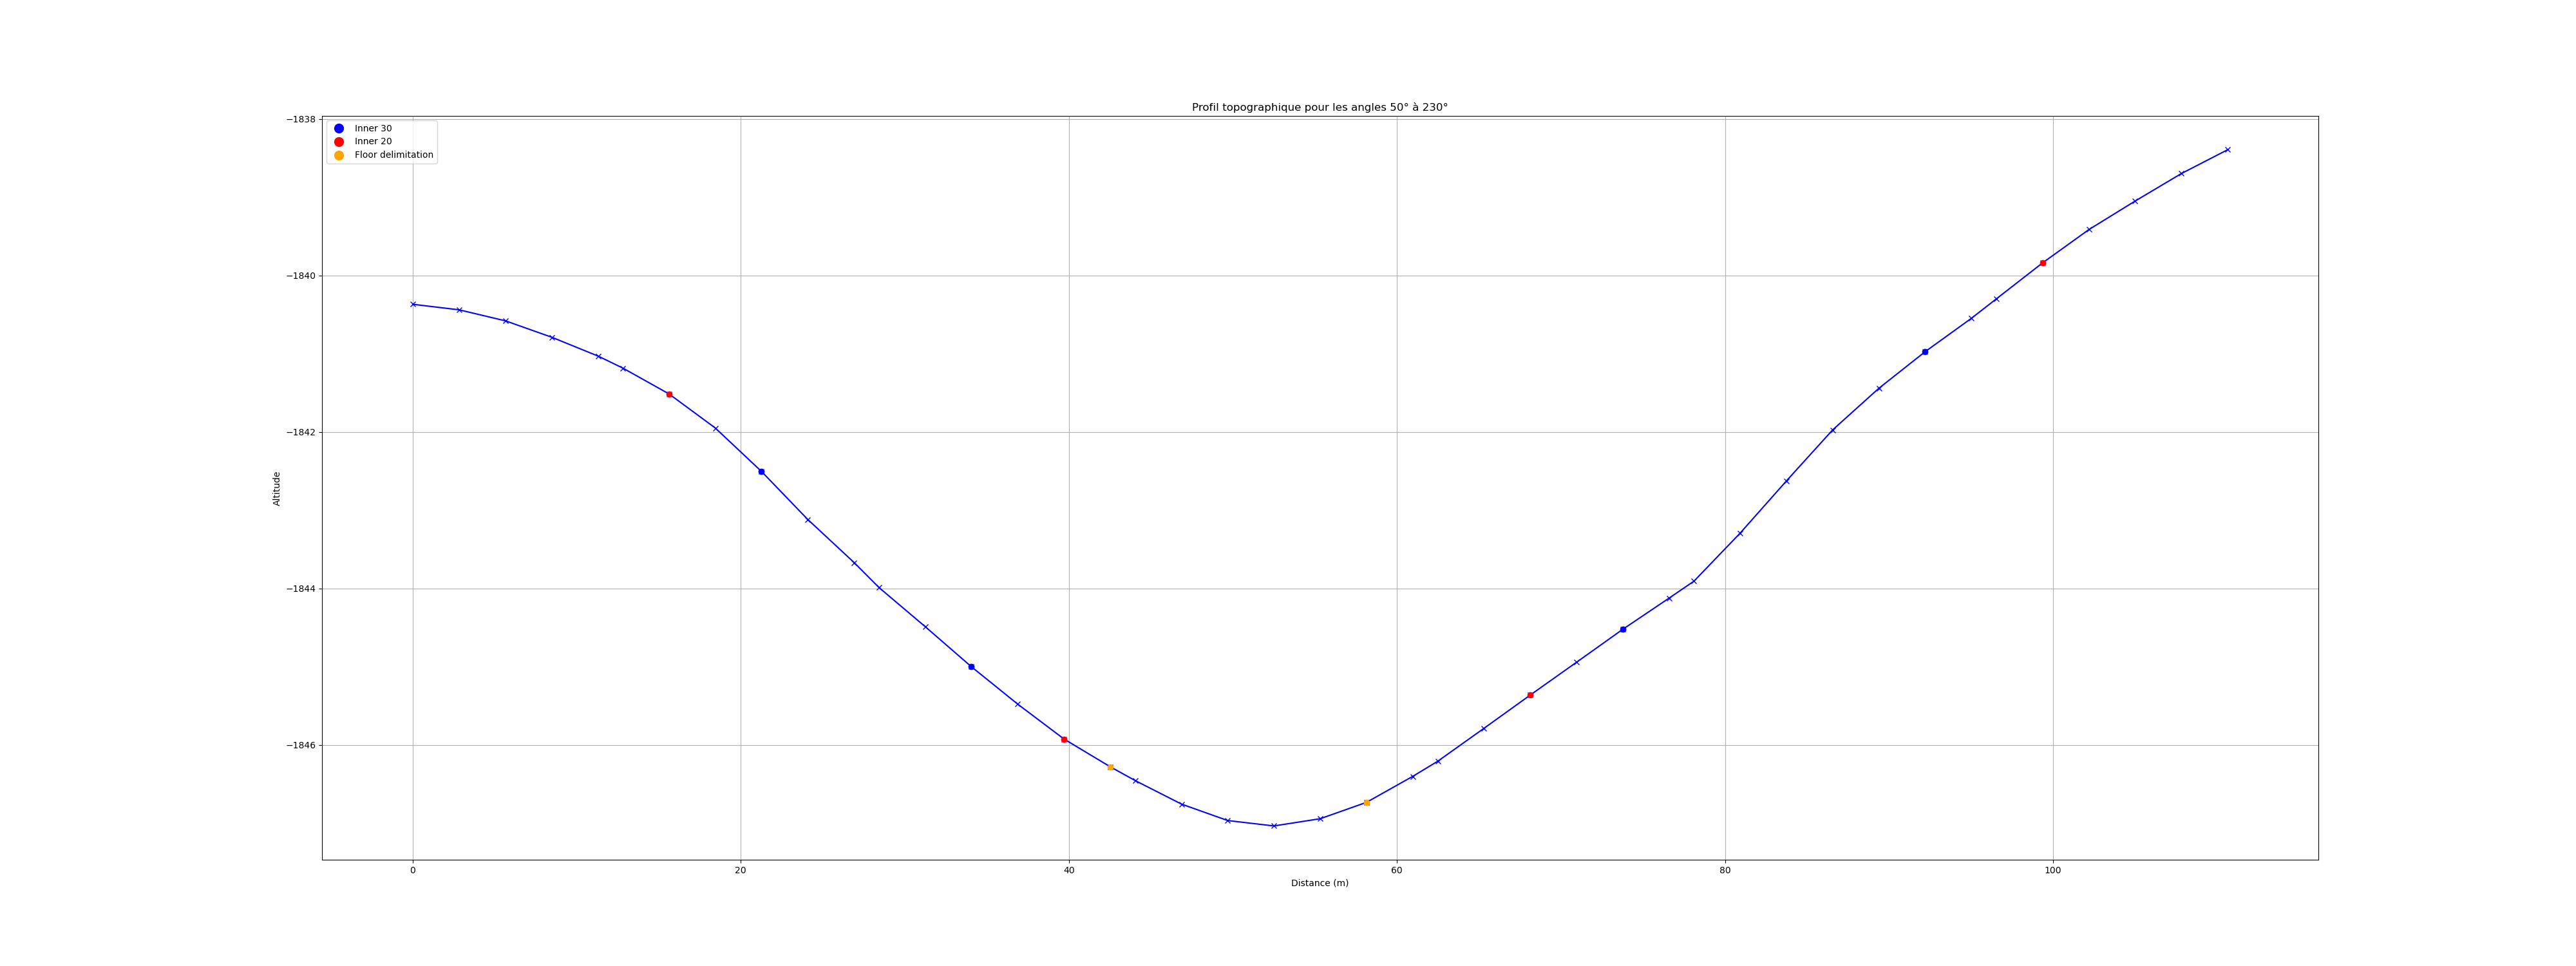 Profil topographique pour les angles 50° à 230°
Inner 30
Inner 20
Floor delimitation
−1838
−1840
−1842
−1844
−1846
Altitude
0 20 40 60 80 100
Distance (m)